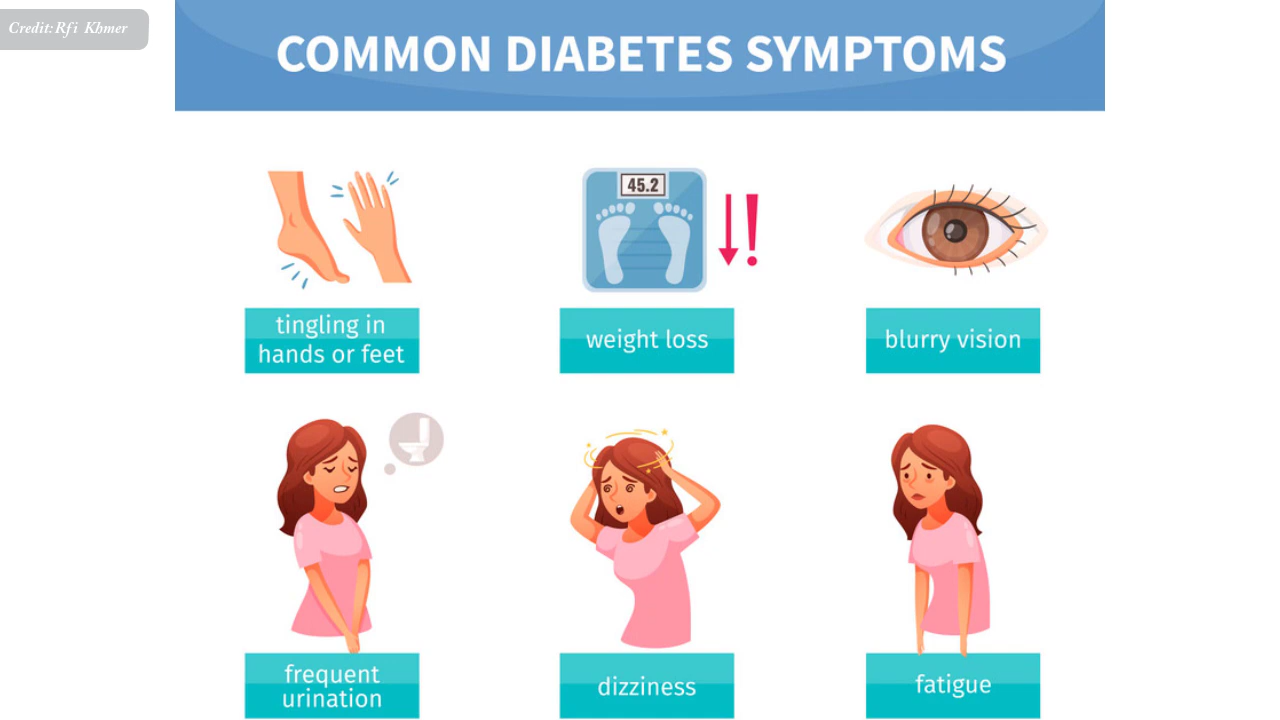 Credit:Rfi Khmer
COMMON DIABETES SYMPTOMS
45.2
tingling in
hands or feet
weight loss
blurry vision
frequent
urination
dizziness
fatigue